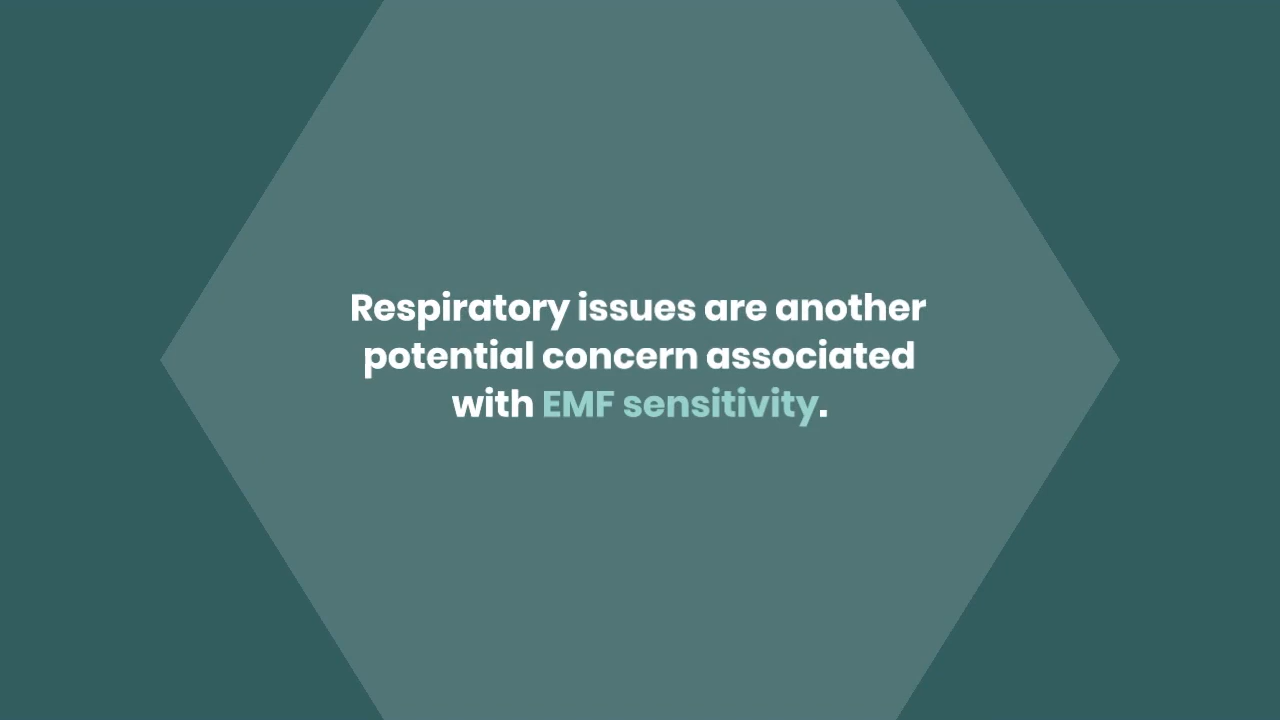 Respiratory issues are another
potential concern associated
with EMF sensitivity.